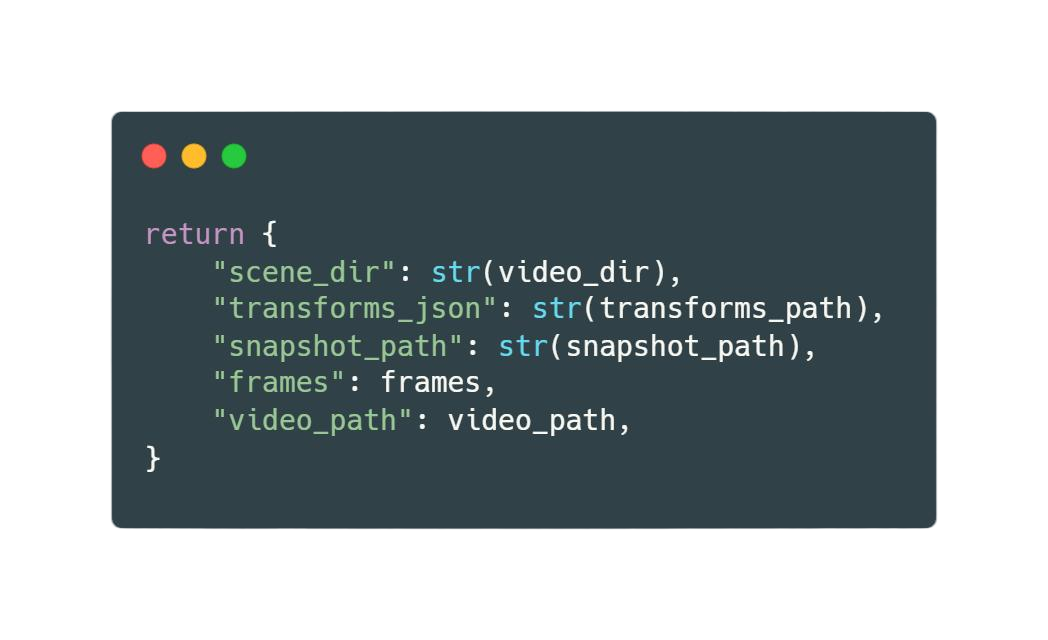 return {
    "scene_dir": str(video_dir),
    "transforms_json": str(transforms_path),
    "snapshot_path": str(snapshot_path),
    "frames": frames,
    "video_path": video_path,
}